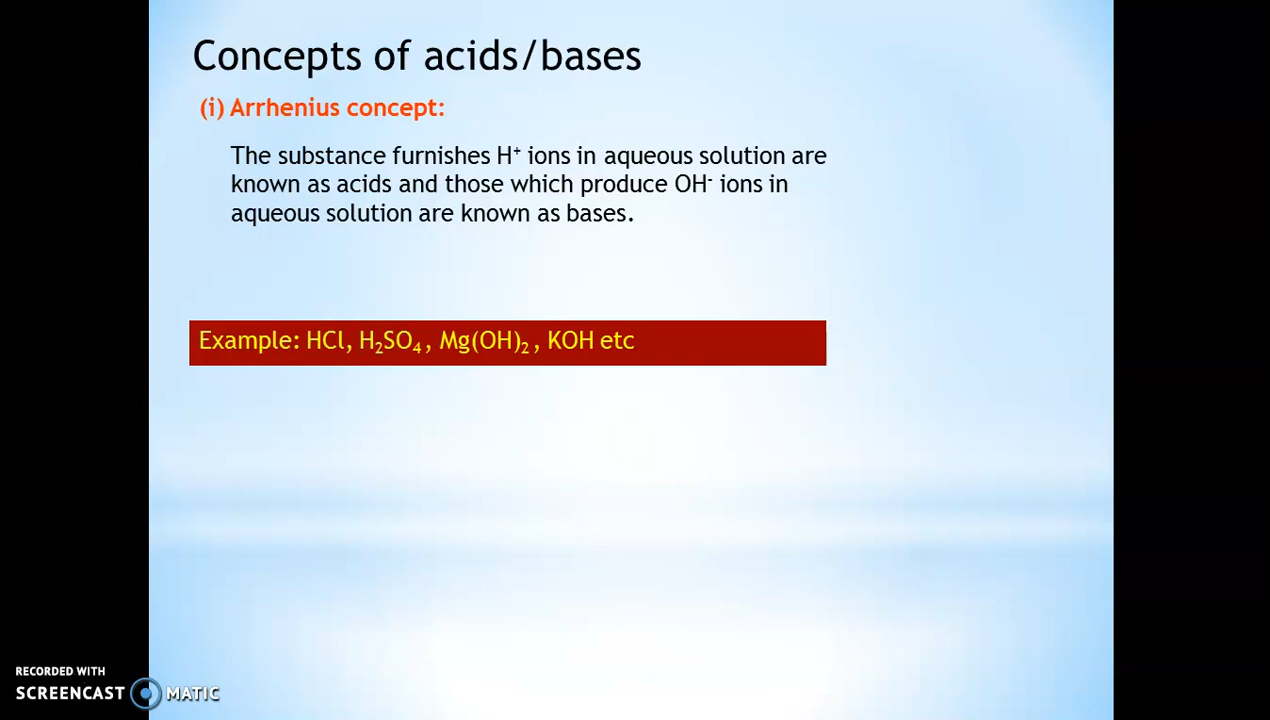 Concepts of acids/bases
(i) Arrhenius concept:
The substance furnishes H⁺ ions in aqueous solution are
known as acids and those which produce OH⁻ ions in
aqueous solution are known as bases.
Example: HCl, H₂SO₄ , Mg(OH)₂ , KOH etc
RECORDED WITH
SCREENCAST MATIC